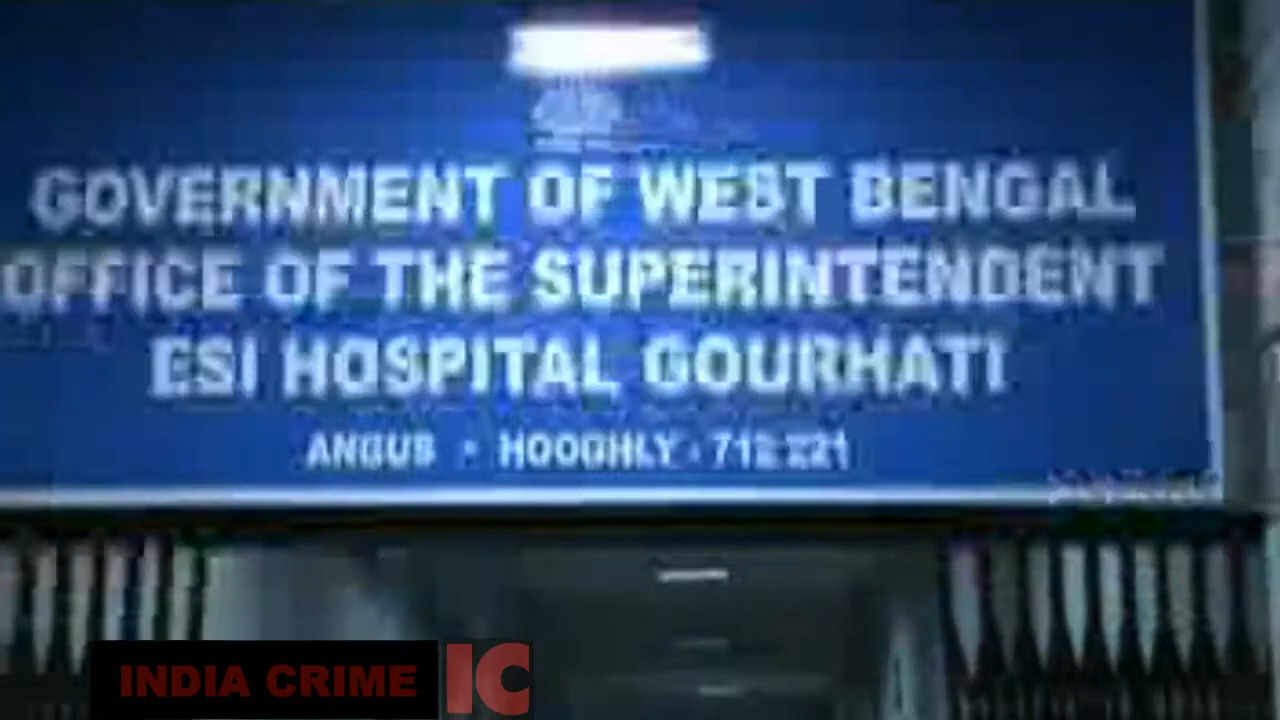 GOVERNMENT OF WEST BENGAL
OFFICE OF THE SUPERINTENDENT
ESI HOSPITAL GOURHATI
ANGUS - HOOGHLY - 712 221
INDIA CRIME IC